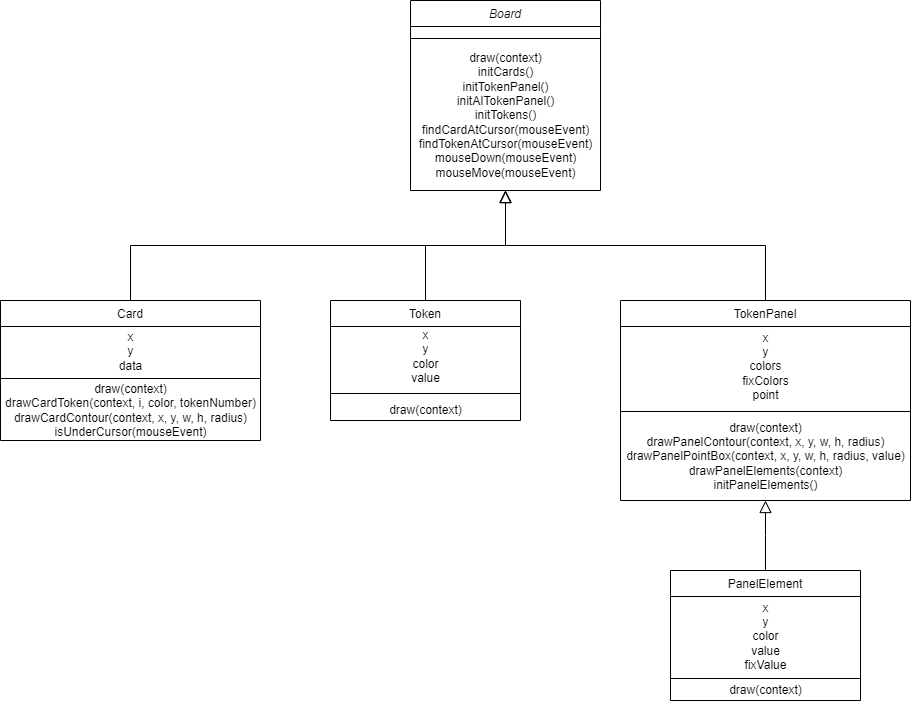 Board
draw(context)
initCards()
initTokenPanel()
initAITokenPanel()
initTokens()
findCardAtCursor(mouseEvent)
findTokenAtCursor(mouseEvent)
mouseDown(mouseEvent)
mouseMove(mouseEvent)
Card
x
y
data
draw(context)
drawCardToken(context, i, color, tokenNumber)
drawCardContour(context, x, y, w, h, radius)
isUnderCursor(mouseEvent)
Token
x
y
color
value
draw(context)
TokenPanel
x
y
colors
fixColors
point
draw(context)
drawPanelContour(context, x, y, w, h, radius)
drawPanelPointBox(context, x, y, w, h, radius, value)
drawPanelElements(context)
initPanelElements()
PanelElement
x
y
color
value
fixValue
draw(context)